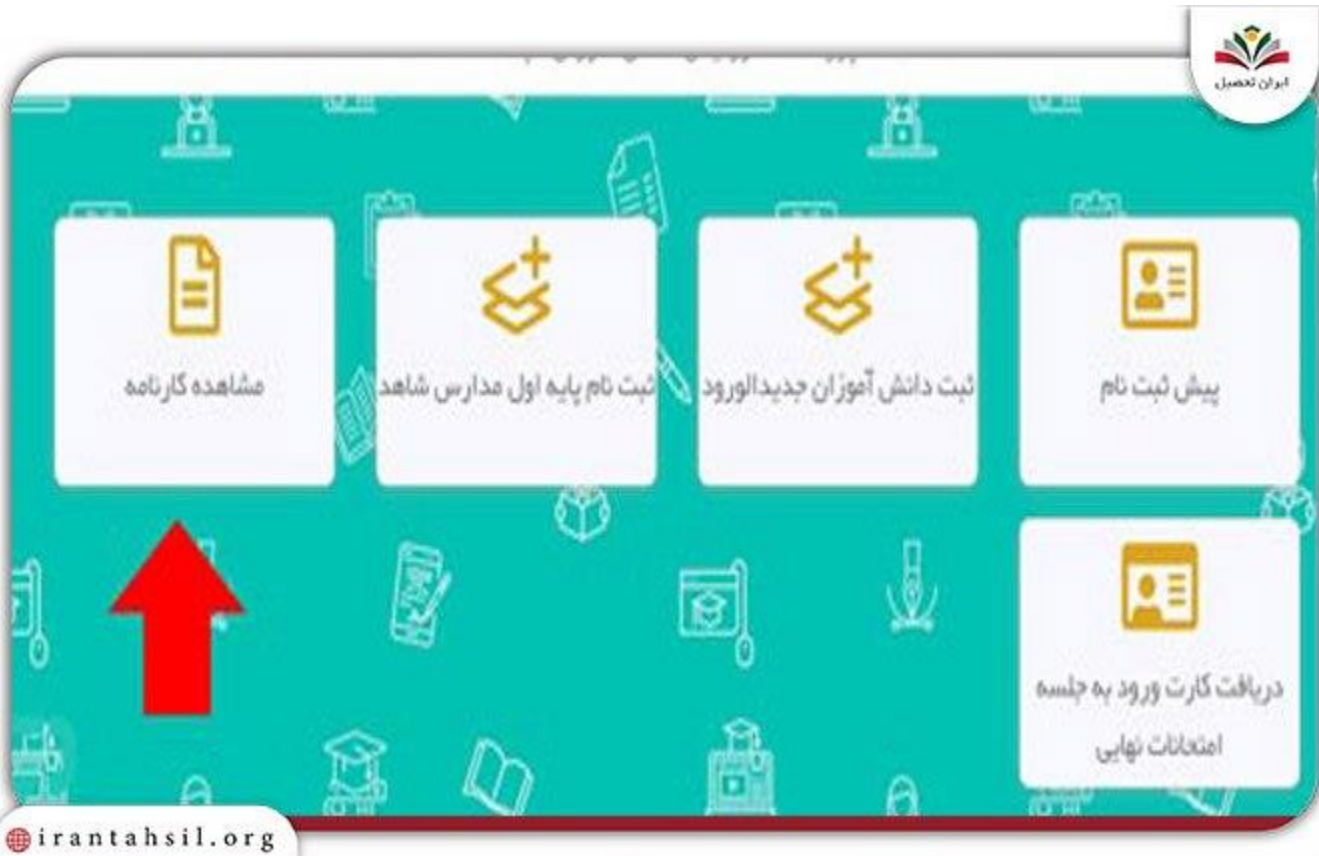 ایران تحصیل
پیش ثبت نام
ثبت دانش آموزان جدیدالورود
ثبت نام پایه اول مدارس شاهد
مشاهده کارنامه
دریافت کارت ورود به جلسه
امتحانات نهایی
irantahsil.org